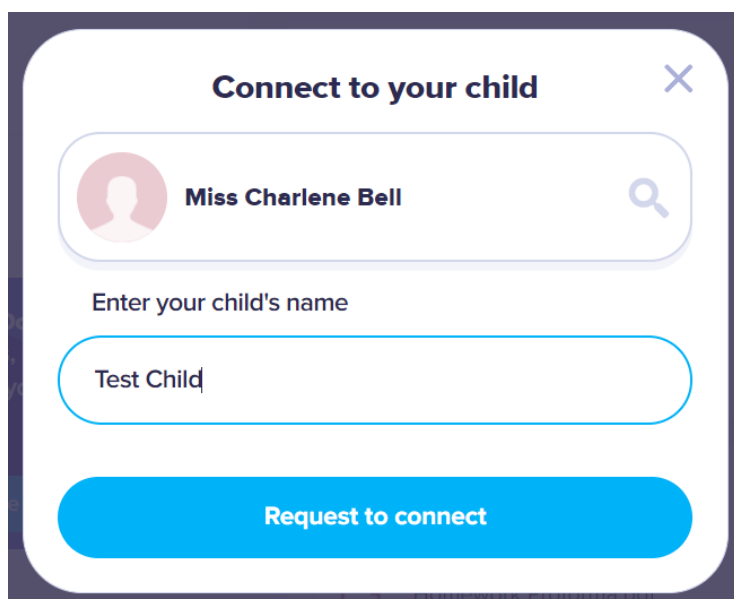 Connect to your child
Miss Charlene Bell
Enter your child's name
Test Child
Request to connect